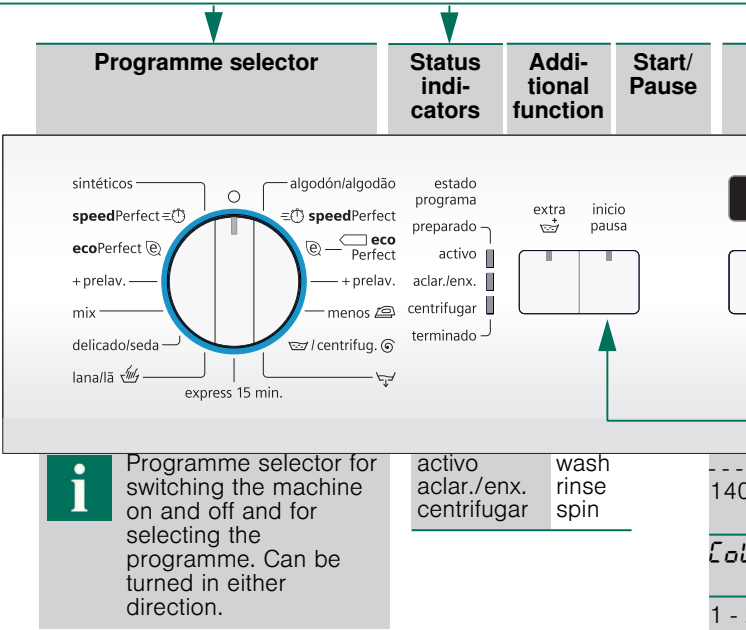 Programme selector
Status
indi-
cators
Addi-
tional
function
Start/
Pause
sintéticos
speedPerfect
ecoPerfect e
+ prelav.
mix
delicado/seda
lana/lã
express 15 min.
algodón/algodão
speedPerfect
e eco
Perfect
+ prelav.
menos
/ centrifug.
estado
programa
preparado
activo
aclar./enx.
centrifugar
terminado
extra
+
inicio
pausa
i
Programme selector for
switching the machine
on and off and for
selecting the
programme. Can be
turned in either
direction.
activo wash
aclar./enx. rinse
centrifugar spin
- - -
140
1 -